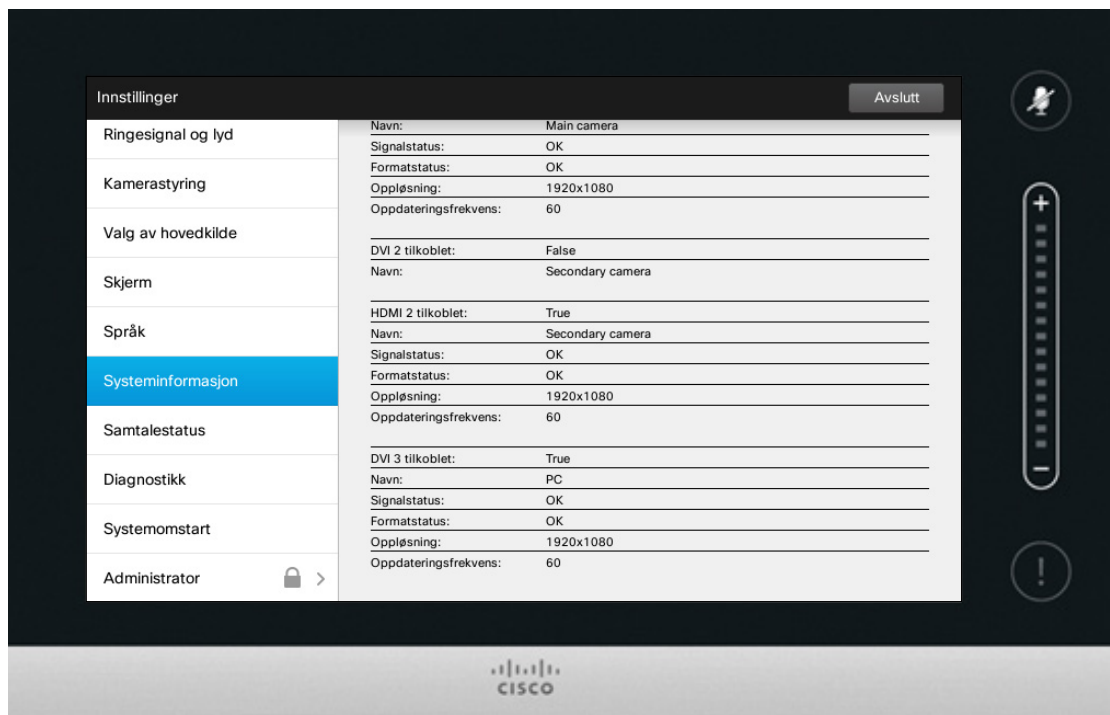 Innstillinger
Avslutt
Ringesignal og lyd
Kamerastyring
Valg av hovedkilde
Skjerm
Språk
Systeminformasjon
Samtalestatus
Diagnostikk
Systemomstart
Administrator
Navn: Main camera
Signalstatus: OK
Formatstatus: OK
Oppløsning: 1920x1080
Oppdateringsfrekvens: 60
DVI 2 tilkoblet: False
Navn: Secondary camera
HDMI 2 tilkoblet: True
Navn: Secondary camera
Signalstatus: OK
Formatstatus: OK
Oppløsning: 1920x1080
Oppdateringsfrekvens: 60
DVI 3 tilkoblet: True
Navn: PC
Signalstatus: OK
Formatstatus: OK
Oppløsning: 1920x1080
Oppdateringsfrekvens: 60
+
–
!
CISCO